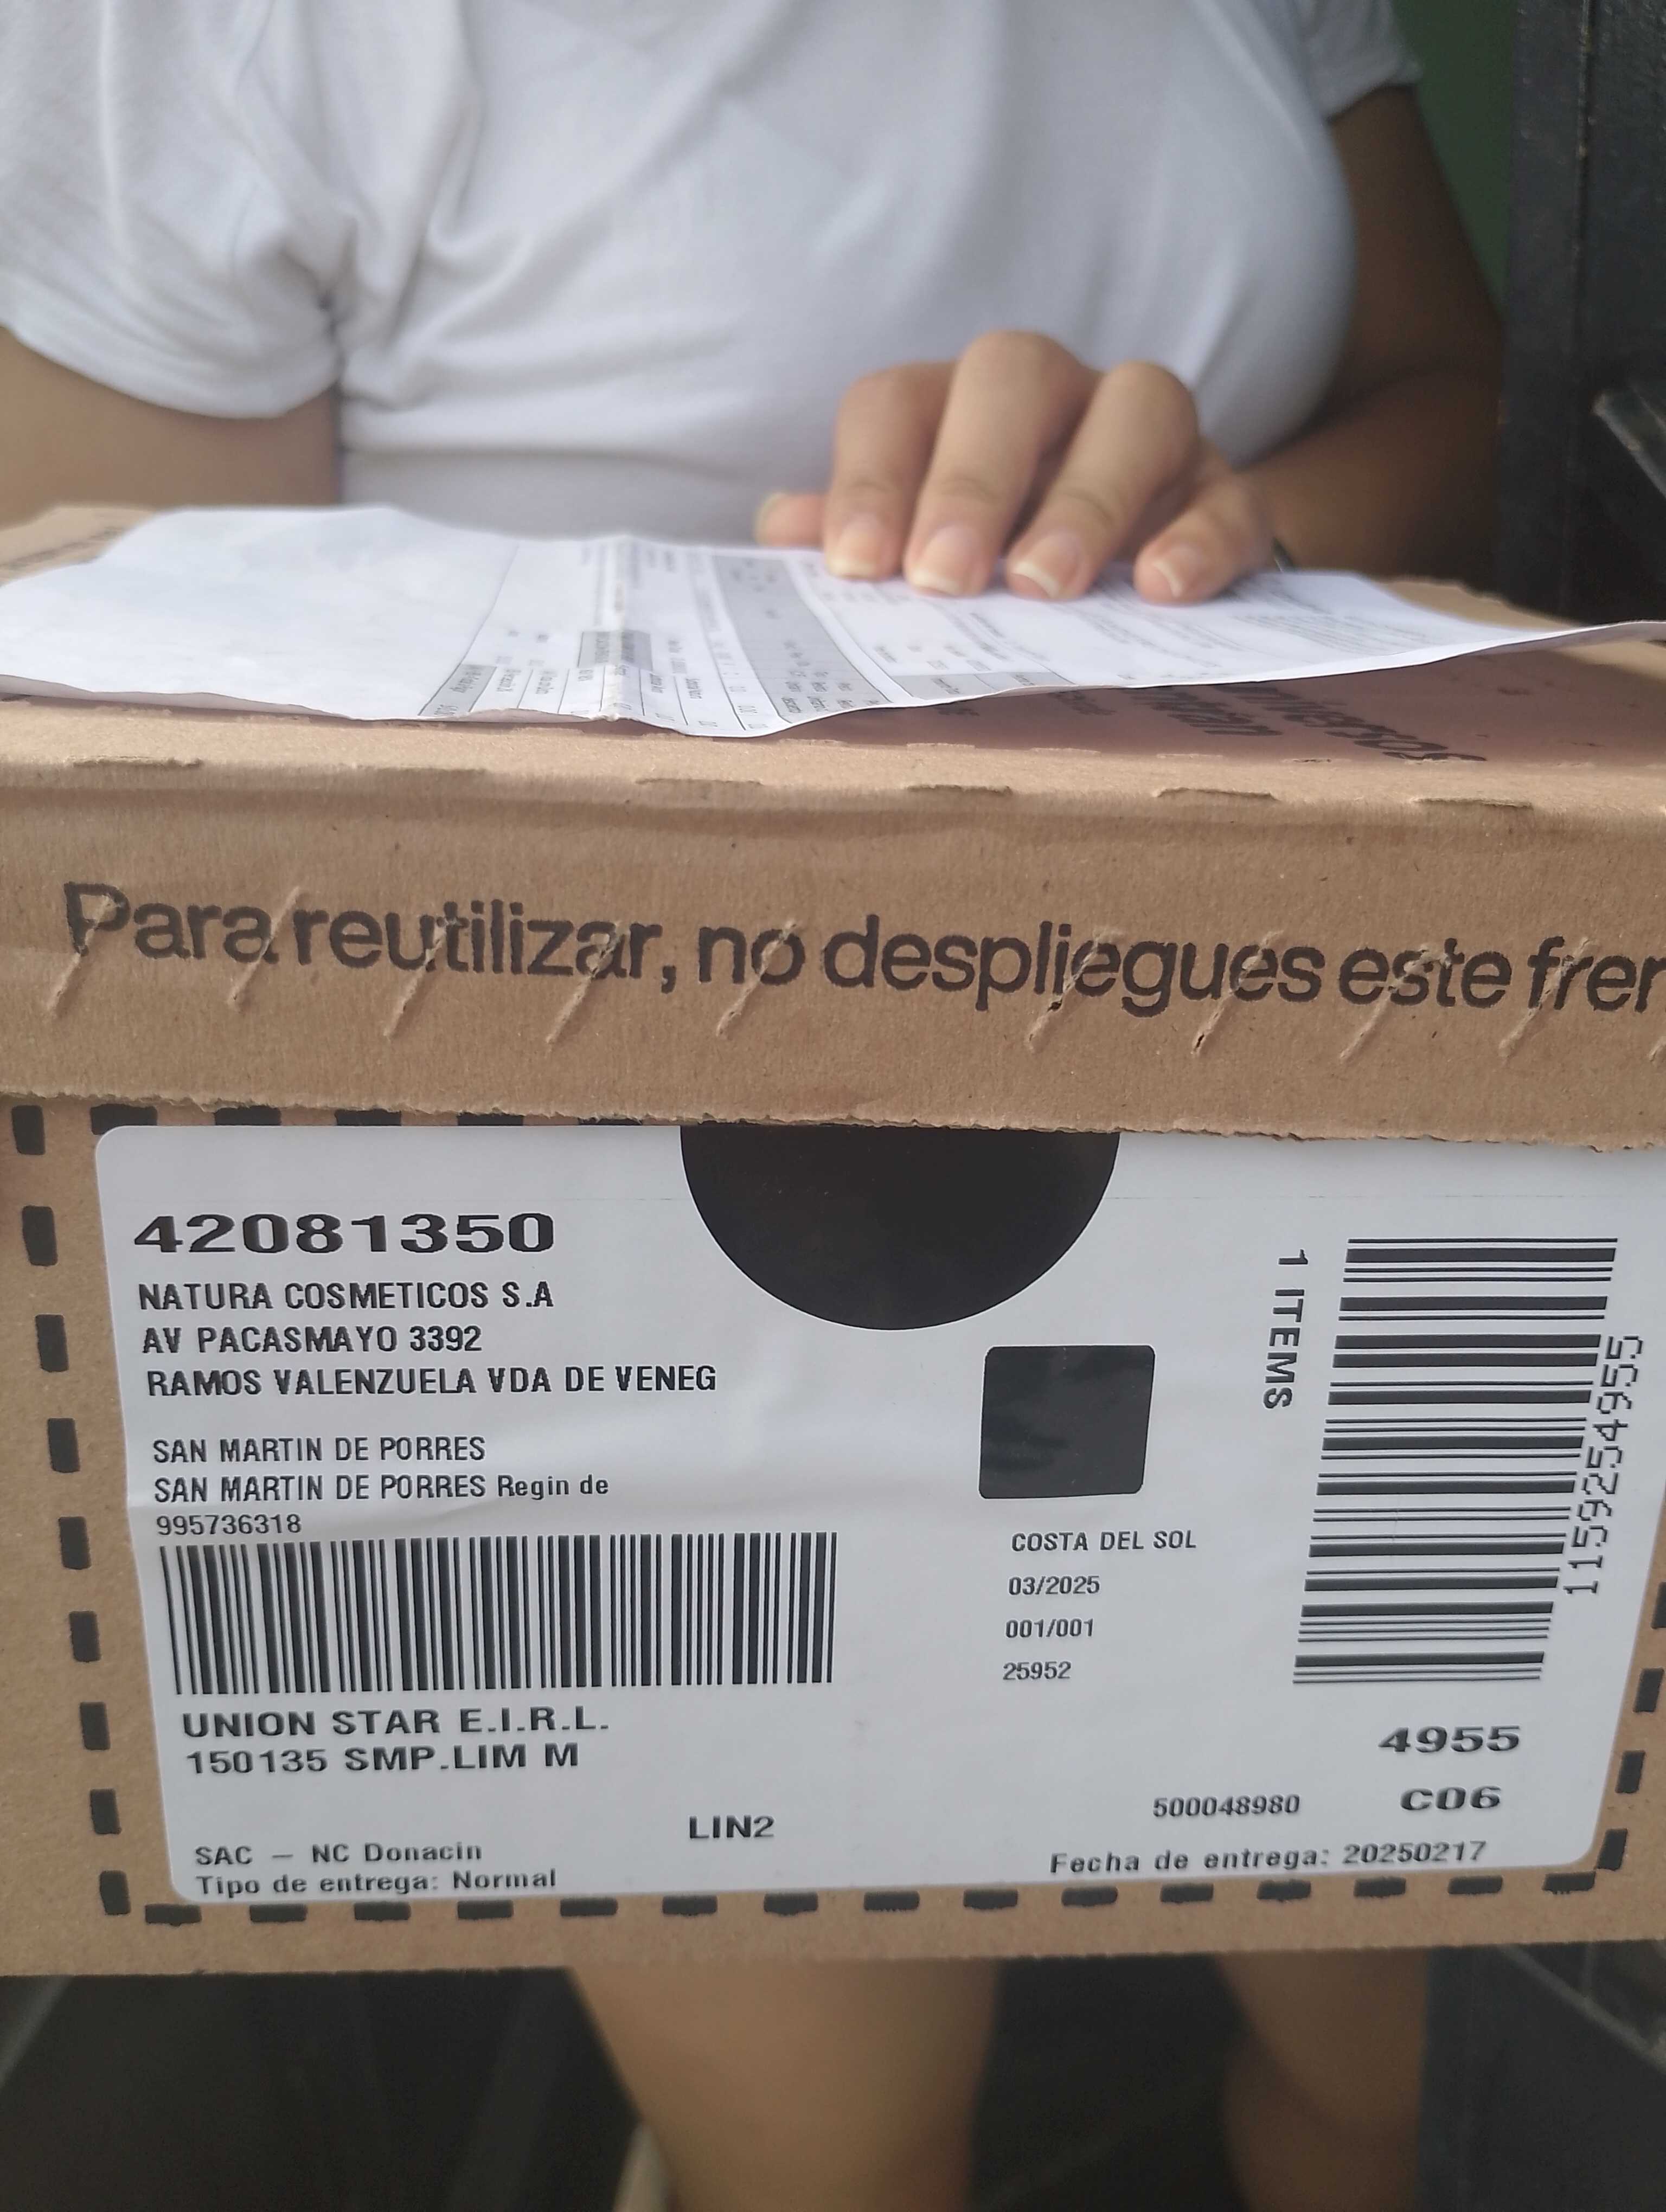 Para reutilizar, no despliegues este fren
42081350
NATURA COSMETICOS S.A
AV PACASMAYO 3392
RAMOS VALENZUELA VDA DE VENEG
SAN MARTIN DE PORRES
SAN MARTIN DE PORRES Regin de
995736318
UNION STAR E.I.R.L.
150135 SMP.LIM M
LIN2
SAC – NC Donacin
Tipo de entrega: Normal
COSTA DEL SOL
03/2025
001/001
25952
1 ITEMS
1159254955
4955
500048980 C06
Fecha de entrega: 20250217